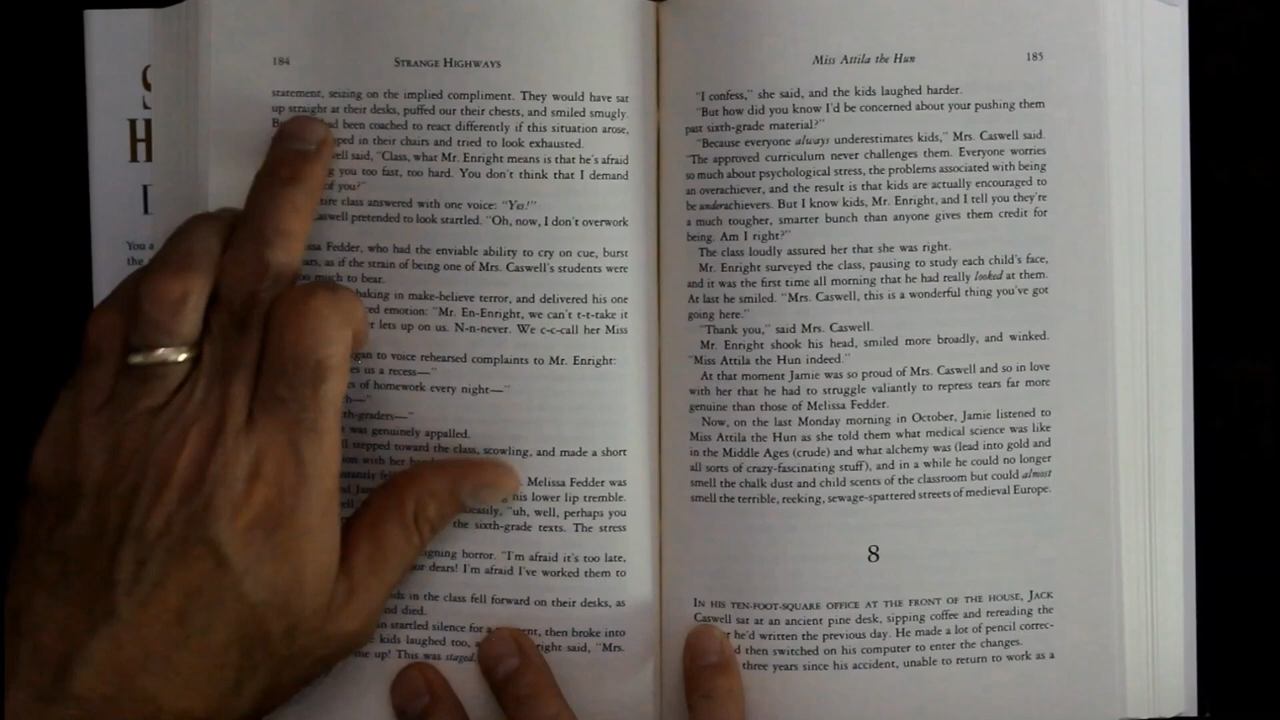 S
H
You a
the
184 STRANGE HIGHWAYS
statement, seizing on the implied compliment. They would have sat
up straight at their desks, puffed our their chests, and smiled smugly.
had been coached to react differently if this situation arose,
in their chairs and tried to look exhausted.
said, "Class, what Mr. Enright means is that he's afraid
you too fast, too hard. You don't think that I demand
of you?"
class answered with one voice: "Yes!"
pretended to look startled. "Oh, now, I don't overwork
Fedder, who had the enviable ability to cry on cue, burst
as if the strain of being one of Mrs. Caswell's students were
much to bear.
in make-believe terror, and delivered his one
emotion: "Mr. En-Enright, we can't t-t-take it
lets up on us. N-n-never. We c-c-call her Miss
to voice rehearsed complaints to Mr. Enright:
us a recess—"
of homework every night—"
was genuinely appalled.
stepped toward the class, scowling, and made a short
with her
Melissa Fedder was
his lower lip tremble.
"uh, well, perhaps you
the sixth-grade texts. The stress
horror. "I'm afraid it's too late,
dears! I'm afraid I've worked them to
in the class fell forward on their desks, as
died.
in startled silence for a then broke into
kids laughed too, said, "Mrs.
me up! This was staged.
Miss Attila the Hun 185
"I confess," she said, and the kids laughed harder.
"But how did you know I'd be concerned about your pushing them
past sixth-grade material?"
"Because everyone always underestimates kids," Mrs. Caswell said.
"The approved curriculum never challenges them. Everyone worries
so much about psychological stress, the problems associated with being
an overachiever, and the result is that kids are actually encouraged to
be underachievers. But I know kids, Mr. Enright, and I tell you they're
a much tougher, smarter bunch than anyone gives them credit for
being. Am I right?"
The class loudly assured her that she was right.
Mr. Enright surveyed the class, pausing to study each child's face,
and it was the first time all morning that he had really looked at them.
At last he smiled. "Mrs. Caswell, this is a wonderful thing you've got
going here."
"Thank you," said Mrs. Caswell.
Mr. Enright shook his head, smiled more broadly, and winked.
"Miss Attila the Hun indeed."
At that moment Jamie was so proud of Mrs. Caswell and so in love
with her that he had to struggle valiantly to repress tears far more
genuine than those of Melissa Fedder.
Now, on the last Monday morning in October, Jamie listened to
Miss Attila the Hun as she told them what medical science was like
in the Middle Ages (crude) and what alchemy was (lead into gold and
all sorts of crazy-fascinating stuff), and in a while he could no longer
smell the chalk dust and child scents of the classroom but could almost
smell the terrible, reeking, sewage-spattered streets of medieval Europe.
8
IN HIS TEN-FOOT-SQUARE OFFICE AT THE FRONT OF THE HOUSE, JACK
Caswell sat at an ancient pine desk, sipping coffee and rereading the
he'd written the previous day. He made a lot of pencil correc-
then switched on his computer to enter the changes.
three years since his accident, unable to return to work as a